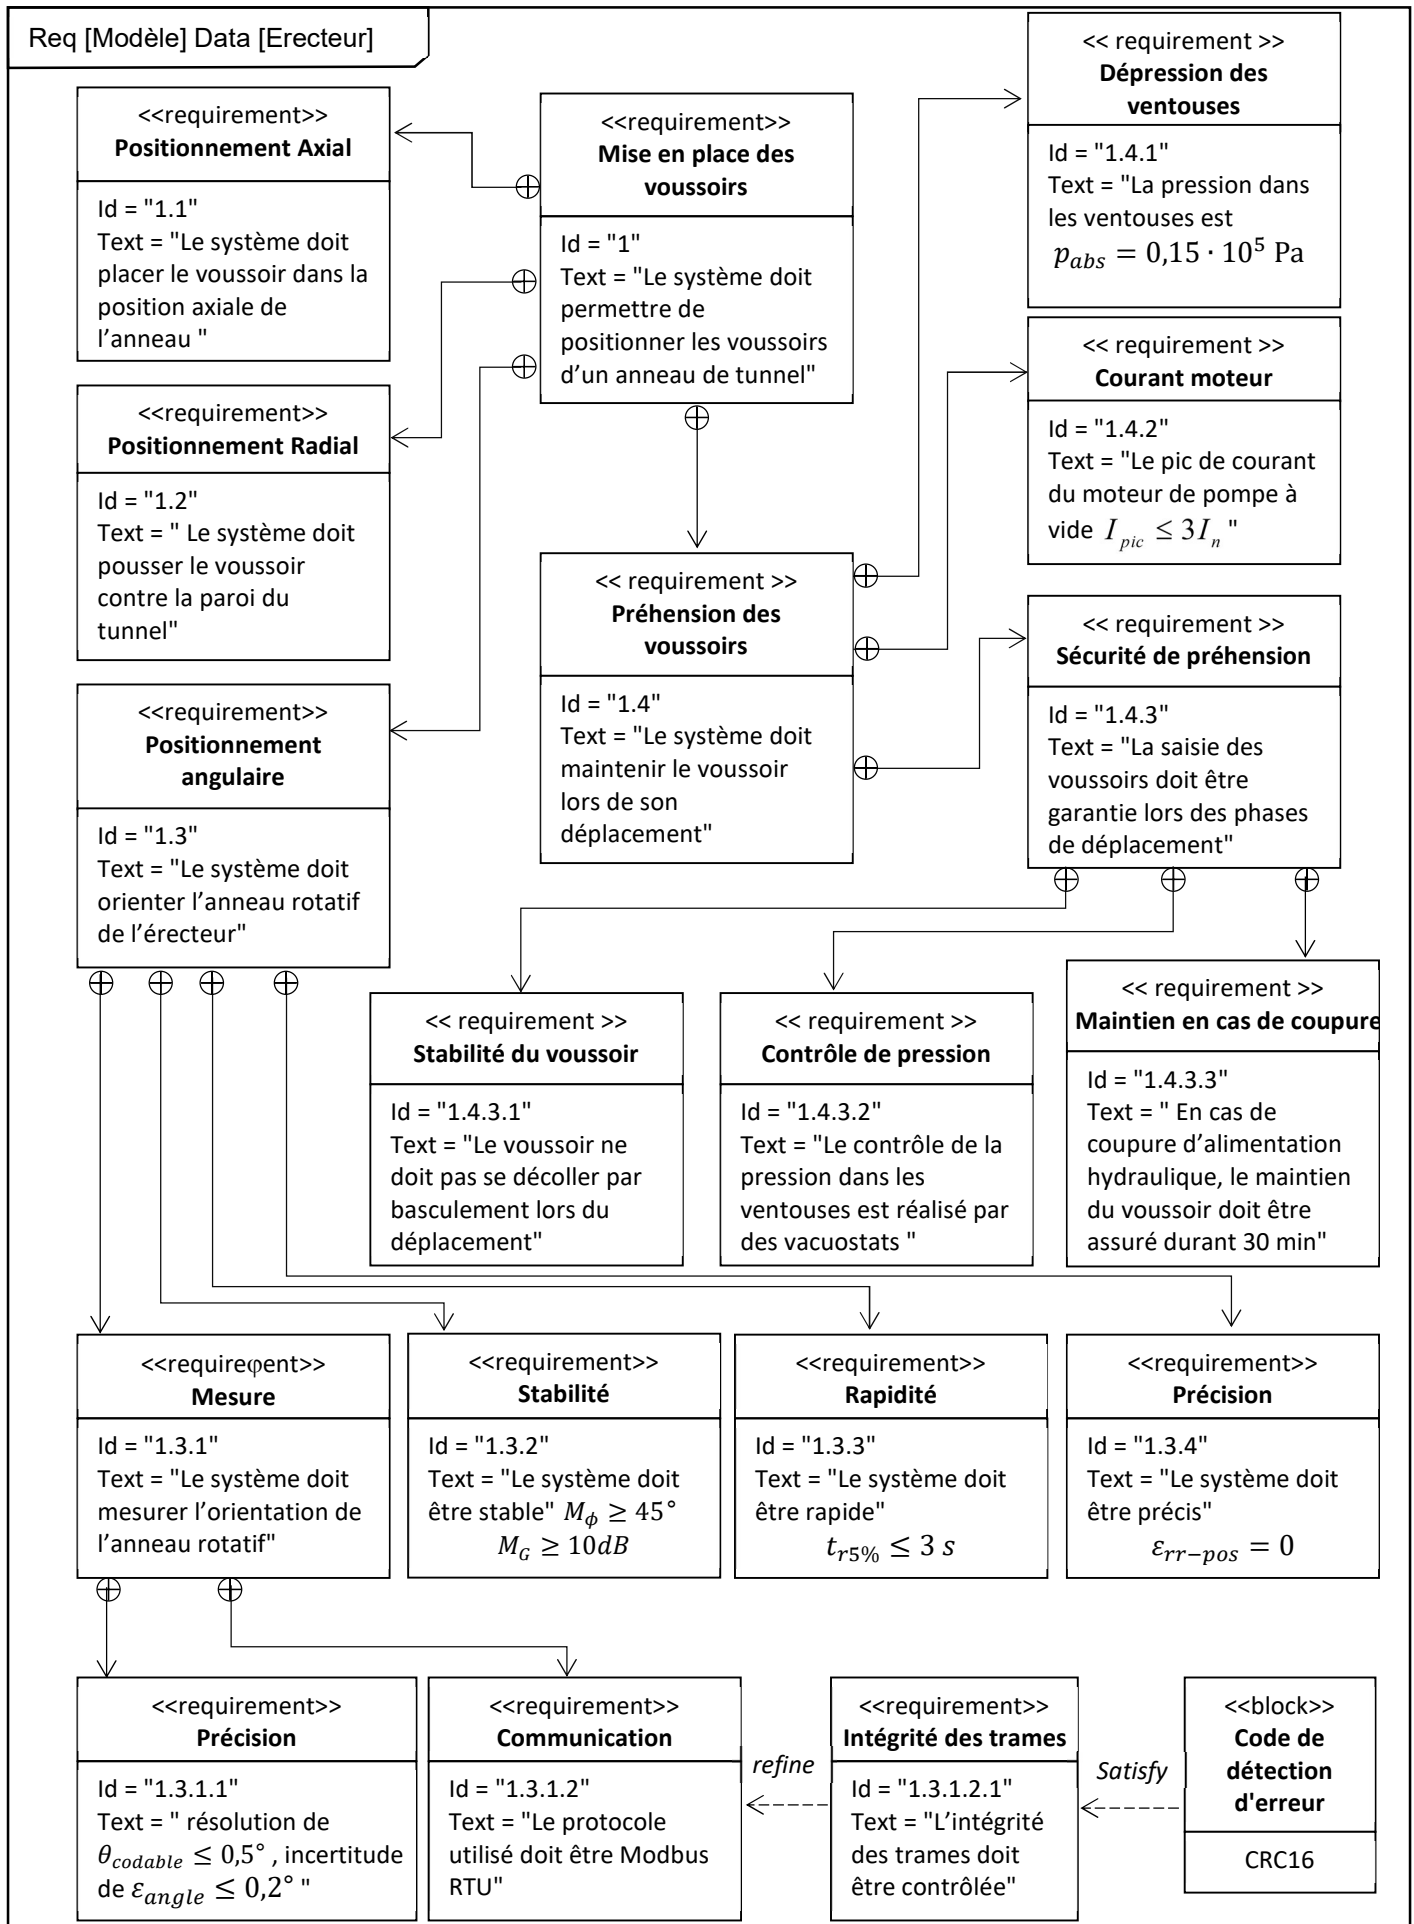 Req [Modèle] Data [Erecteur]
<<requirement>>
Positionnement Axial
Id = "1.1"
Text = "Le système doit
placer le voussoir dans la
position axiale de
l’anneau "
<<requirement>>
Mise en place des
voussoirs
Id = "1"
Text = "Le système doit
permettre de
positionner les voussoirs
d’un anneau de tunnel"
<< requirement >>
Dépression des
ventouses
Id = "1.4.1"
Text = "La pression dans
les ventouses est
p_abs = 0,15 · 10⁵ Pa
<< requirement >>
Courant moteur
Id = "1.4.2"
Text = "Le pic de courant
du moteur de pompe à
vide I_pic ≤ 3I_n "
<<requirement>>
Positionnement Radial
Id = "1.2"
Text = " Le système doit
pousser le voussoir
contre la paroi du
tunnel"
<< requirement >>
Préhension des
voussoirs
Id = "1.4"
Text = "Le système doit
maintenir le voussoir
lors de son
déplacement"
<< requirement >>
Sécurité de préhension
Id = "1.4.3"
Text = "La saisie des
voussoirs doit être
garantie lors des phases
de déplacement"
<<requirement>>
Positionnement
angulaire
Id = "1.3"
Text = "Le système doit
orienter l’anneau rotatif
de l’érecteur"
<< requirement >>
Stabilité du voussoir
Id = "1.4.3.1"
Text = "Le voussoir ne
doit pas se décoller par
basculement lors du
déplacement"
<< requirement >>
Contrôle de pression
Id = "1.4.3.2"
Text = "Le contrôle de la
pression dans les
ventouses est réalisé par
des vacuostats "
<< requirement >>
Maintien en cas de coupure
Id = "1.4.3.3"
Text = " En cas de
coupure d’alimentation
hydraulique, le maintien
du voussoir doit être
assuré durant 30 min"
<<requireφent>>
Mesure
Id = "1.3.1"
Text = "Le système doit
mesurer l’orientation de
l’anneau rotatif"
<<requirement>>
Stabilité
Id = "1.3.2"
Text = "Le système doit
être stable" M_ϕ ≥ 45°
M_G ≥ 10dB
<<requirement>>
Rapidité
Id = "1.3.3"
Text = "Le système doit
être rapide"
t_r5% ≤ 3 s
<<requirement>>
Précision
Id = "1.3.4"
Text = "Le système doit
être précis"
ε_rr−pos = 0
<<requirement>>
Précision
Id = "1.3.1.1"
Text = " résolution de
θ_codable ≤ 0,5° , incertitude
de ε_angle ≤ 0,2° "
<<requirement>>
Communication
Id = "1.3.1.2"
Text = "Le protocole
utilisé doit être Modbus
RTU"
refine
<<requirement>>
Intégrité des trames
Id = "1.3.1.2.1"
Text = "L’intégrité
des trames doit
être contrôlée"
Satisfy
<<block>>
Code de
détection
d'erreur
CRC16